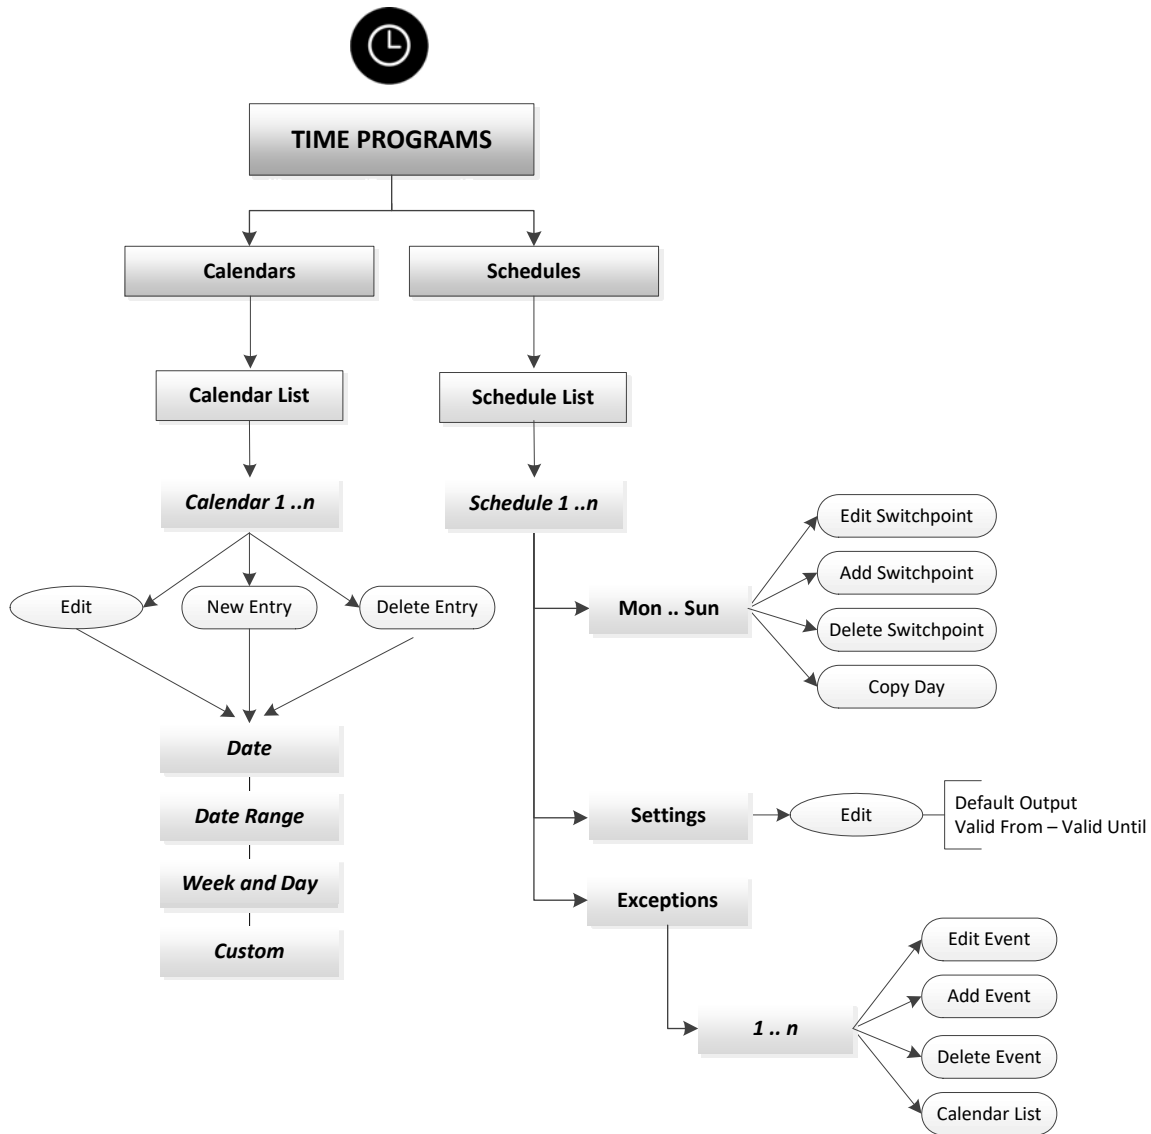 TIME PROGRAMS
Calendars
Schedules
Calendar List
Schedule List
Calendar 1 ..n
Schedule 1 ..n
Edit
New Entry
Delete Entry
Date
Date Range
Week and Day
Custom
Mon .. Sun
Edit Switchpoint
Add Switchpoint
Delete Switchpoint
Copy Day
Settings
Edit
Default Output
Valid From – Valid Until
Exceptions
1 .. n
Edit Event
Add Event
Delete Event
Calendar List